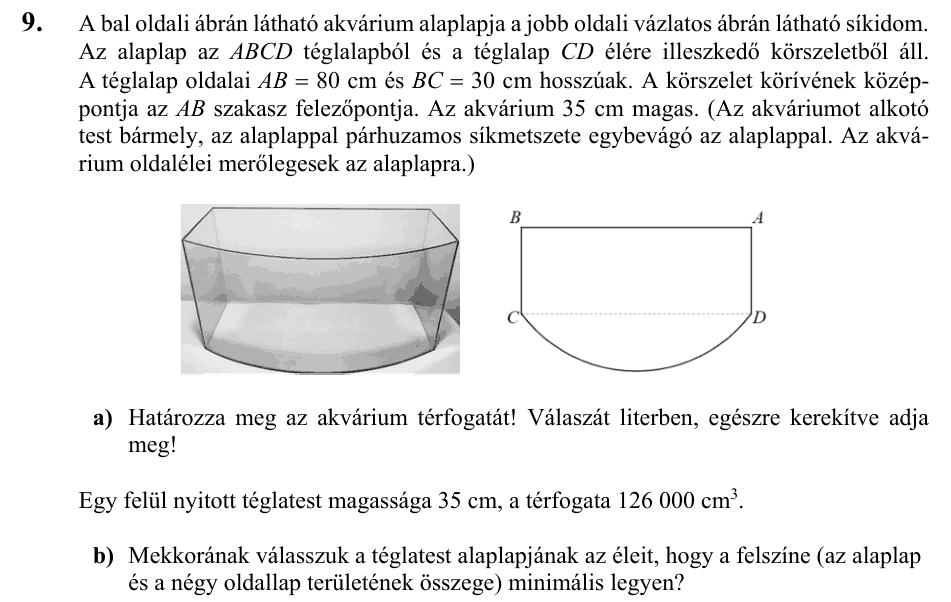 9. A bal oldali ábrán látható akvárium alaplapja a jobb oldali vázlatos ábrán látható síkidom.
Az alaplap az ABCD téglalapból és a téglalap CD élére illeszkedő körszeletből áll.
A téglalap oldalai AB = 80 cm és BC = 30 cm hosszúak. A körszelet körívének közép-
pontja az AB szakasz felezőpontja. Az akvárium 35 cm magas. (Az akváriumot alkotó
test bármely, az alaplappal párhuzamos síkmetszete egybevágó az alaplappal. Az akvá-
rium oldalélei merőlegesek az alaplapra.)
B A
C D
a) Határozza meg az akvárium térfogatát! Válaszát literben, egészre kerekítve adja
meg!
Egy felül nyitott téglatest magassága 35 cm, a térfogata 126 000 cm³.
b) Mekkorának válasszuk a téglatest alaplapjának az éleit, hogy a felszíne (az alaplap
és a négy oldallap területének összege) minimális legyen?